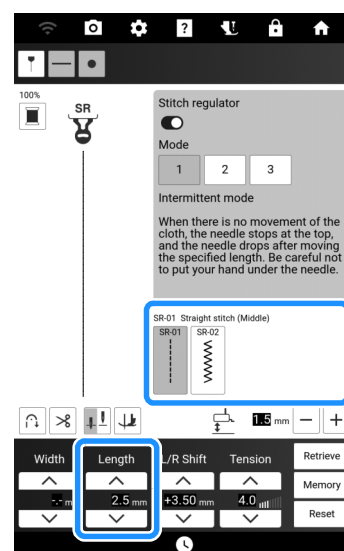 ?
100%
SR
Stitch regulator
Mode
1 2 3
Intermittent mode
When there is no movement of the
cloth, the needle stops at the top,
and the needle drops after moving
the specified length. Be careful not
to put your hand under the needle.
SR-01 Straight stitch (Middle)
SR-01 SR-02
1.5 mm − +
Width Length L/R Shift Tension Retrieve
Memory
-.- m 2.5 mm +3.50 mm 4.0
Reset